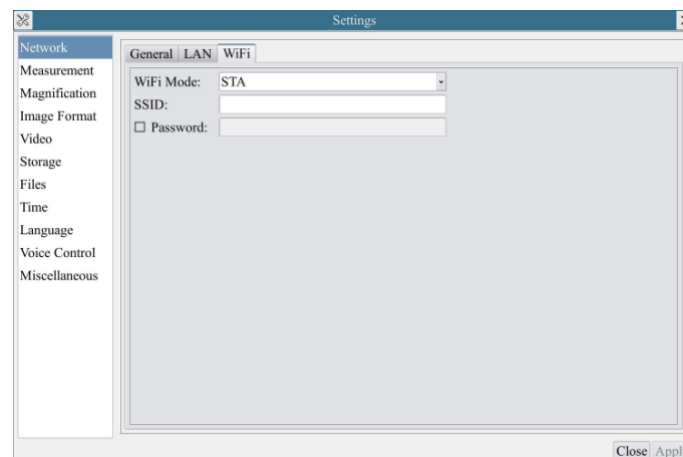 Settings
Network
Measurement
Magnification
Image Format
Video
Storage
Files
Time
Language
Voice Control
Miscellaneous
General LAN WiFi
WiFi Mode: STA
SSID:
Password:
Close Appl